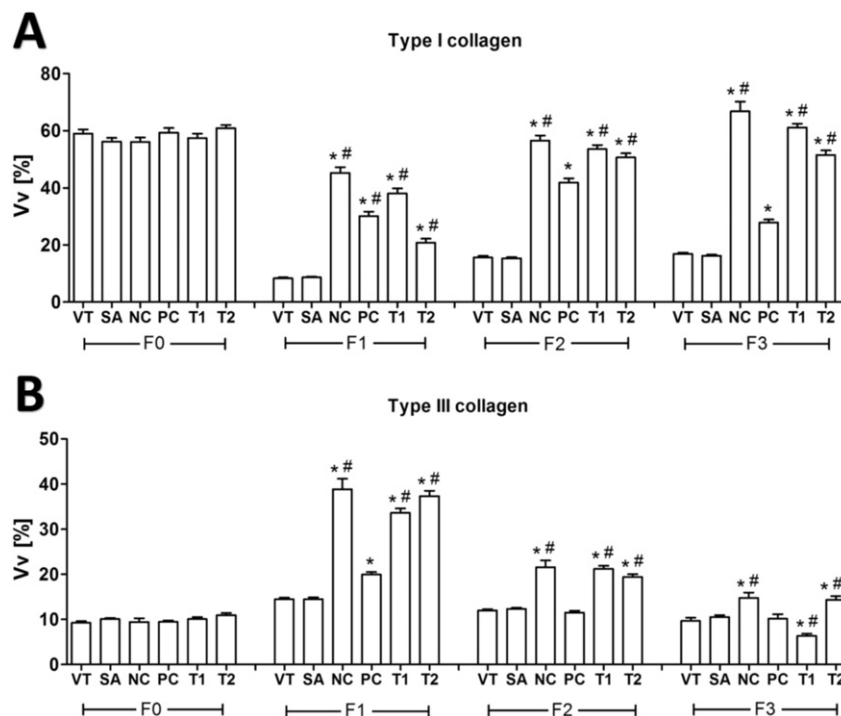 A
Type I collagen
80
60
40
20
0
Vv [%]
*# *# *# *#
*# * *# *#
*# * *# *#
VT SA NC PC T1 T2 VT SA NC PC T1 T2 VT SA NC PC T1 T2 VT SA NC PC T1 T2
F0 F1 F2 F3
B
Type III collagen
50
40
30
20
10
0
Vv [%]
*# * *# *#
*# *# *#
*# *# *#
VT SA NC PC T1 T2 VT SA NC PC T1 T2 VT SA NC PC T1 T2 VT SA NC PC T1 T2
F0 F1 F2 F3